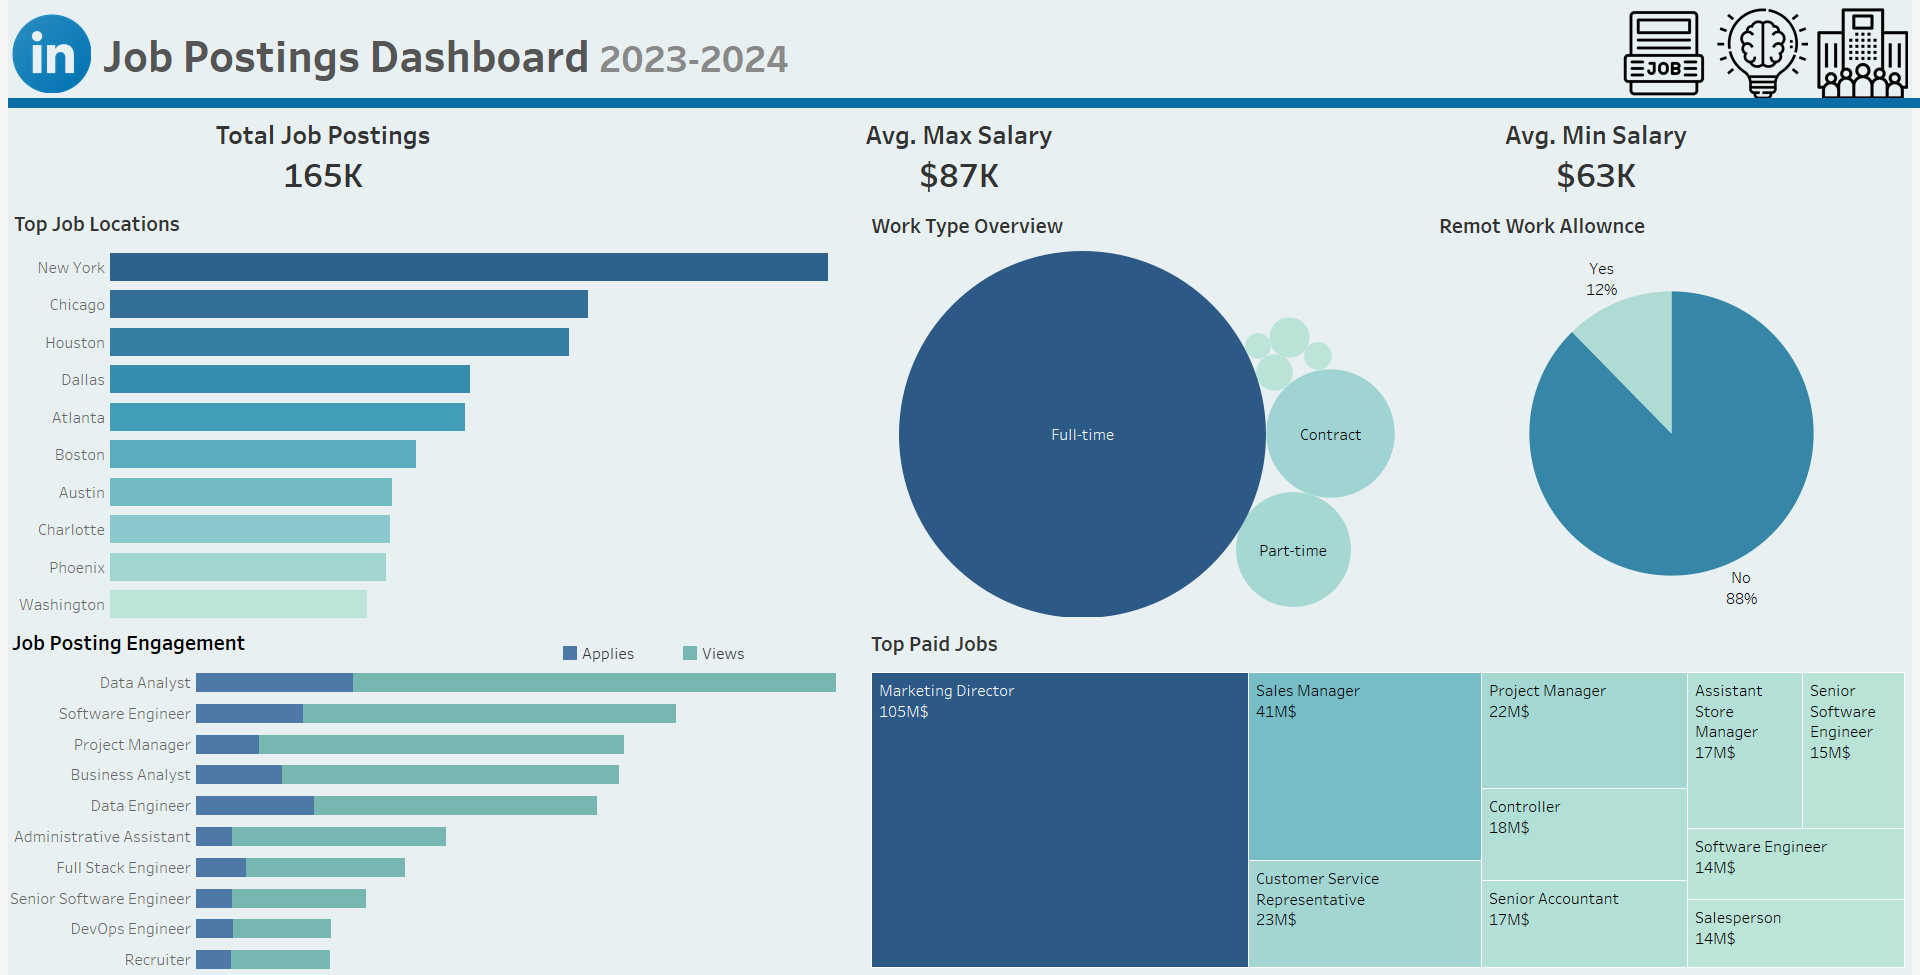 in
Job Postings Dashboard 2023-2024
JOB
Total Job Postings
165K
Avg. Max Salary
$87K
Avg. Min Salary
$63K
Top Job Locations
New York
Chicago
Houston
Dallas
Atlanta
Boston
Austin
Charlotte
Phoenix
Washington
Work Type Overview
Full-time
Contract
Part-time
Remot Work Allownce
Yes
12%
No
88%
Job Posting Engagement
Applies
Views
Data Analyst
Software Engineer
Project Manager
Business Analyst
Data Engineer
Administrative Assistant
Full Stack Engineer
Senior Software Engineer
DevOps Engineer
Recruiter
Top Paid Jobs
Marketing Director
105M$
Sales Manager
41M$
Customer Service
Representative
23M$
Project Manager
22M$
Controller
18M$
Senior Accountant
17M$
Assistant
Store
Manager
17M$
Senior
Software
Engineer
15M$
Software Engineer
14M$
Salesperson
14M$